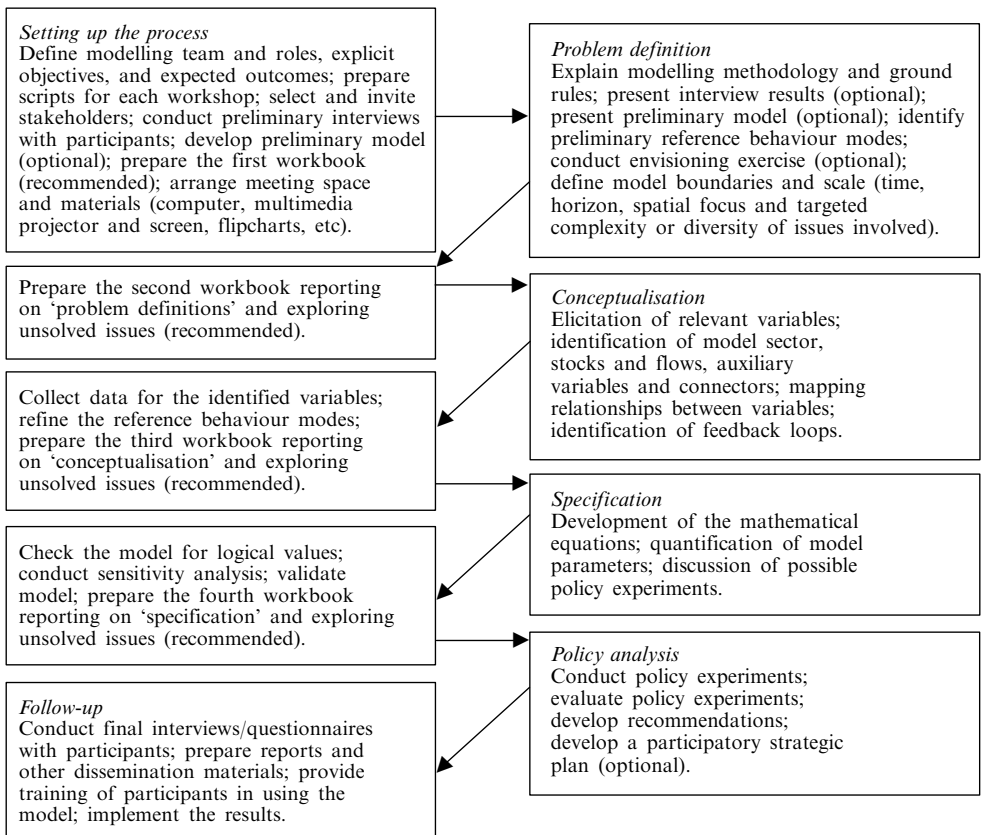 Setting up the process
Define modelling team and roles, explicit
objectives, and expected outcomes; prepare
scripts for each workshop; select and invite
stakeholders; conduct preliminary interviews
with participants; develop preliminary model
(optional); prepare the first workbook
(recommended); arrange meeting space
and materials (computer, multimedia
projector and screen, flipcharts, etc).
Problem definition
Explain modelling methodology and ground
rules; present interview results (optional);
present preliminary model (optional); identify
preliminary reference behaviour modes;
conduct envisioning exercise (optional);
define model boundaries and scale (time,
horizon, spatial focus and targeted
complexity or diversity of issues involved).
Prepare the second workbook reporting
on ‘problem definitions’ and exploring
unsolved issues (recommended).
Conceptualisation
Elicitation of relevant variables;
identification of model sector,
stocks and flows, auxiliary
variables and connectors; mapping
relationships between variables;
identification of feedback loops.
Collect data for the identified variables;
refine the reference behaviour modes;
prepare the third workbook reporting
on ‘conceptualisation’ and exploring
unsolved issues (recommended).
Specification
Development of the mathematical
equations; quantification of model
parameters; discussion of possible
policy experiments.
Check the model for logical values;
conduct sensitivity analysis; validate
model; prepare the fourth workbook
reporting on ‘specification’ and exploring
unsolved issues (recommended).
Policy analysis
Conduct policy experiments;
evaluate policy experiments;
develop recommendations;
develop a participatory strategic
plan (optional).
Follow-up
Conduct final interviews/questionnaires
with participants; prepare reports and
other dissemination materials; provide
training of participants in using the
model; implement the results.